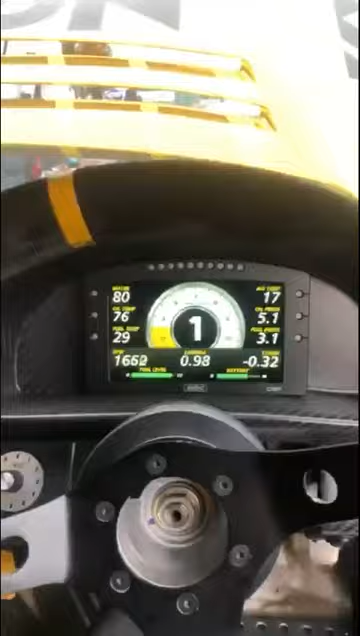 WATER
80
OIL TEMP
76
FUEL TEMP
29
1
AIR TEMP
17
OIL PRESS
5.1
FUEL PRESS
3.1
RPM
1662
LAMBDA
0.98
-0.32
FUEL LEVEL
BATTERY